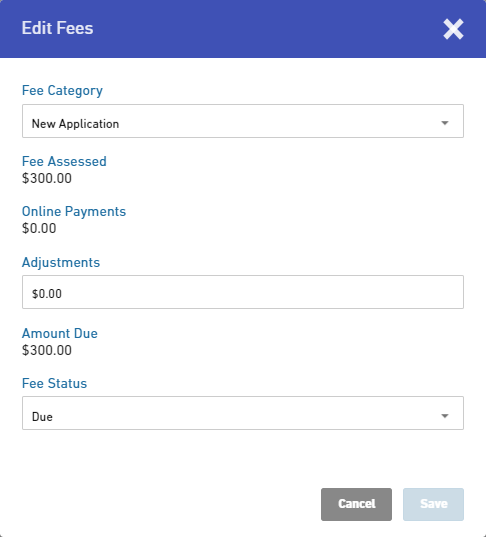 Edit Fees
Fee Category
New Application
Fee Assessed
$300.00
Online Payments
$0.00
Adjustments
$0.00
Amount Due
$300.00
Fee Status
Due
Cancel Save